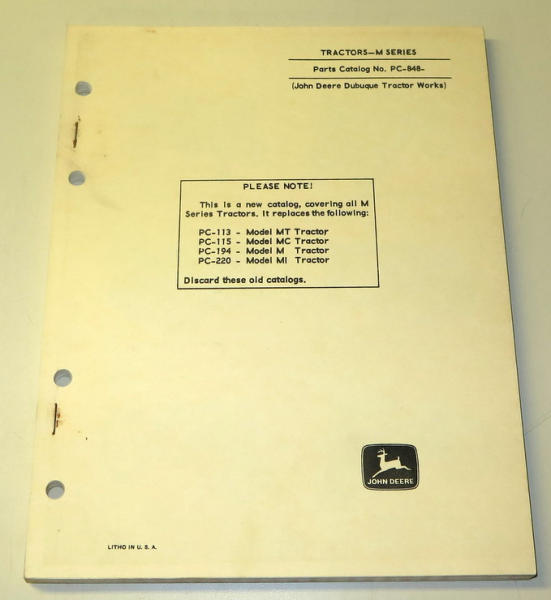 TRACTORS—M SERIES
Parts Catalog No. PC-848-
(John Deere Dubuque Tractor Works)
PLEASE NOTE!
This is a new catalog, covering all M
Series Tractors. It replaces the following:
PC-113 - Model MT Tractor
PC-115 - Model MC Tractor
PC-194 - Model M Tractor
PC-220 - Model MI Tractor
Discard these old catalogs.
JOHN DEERE
LITHO IN U. S. A.